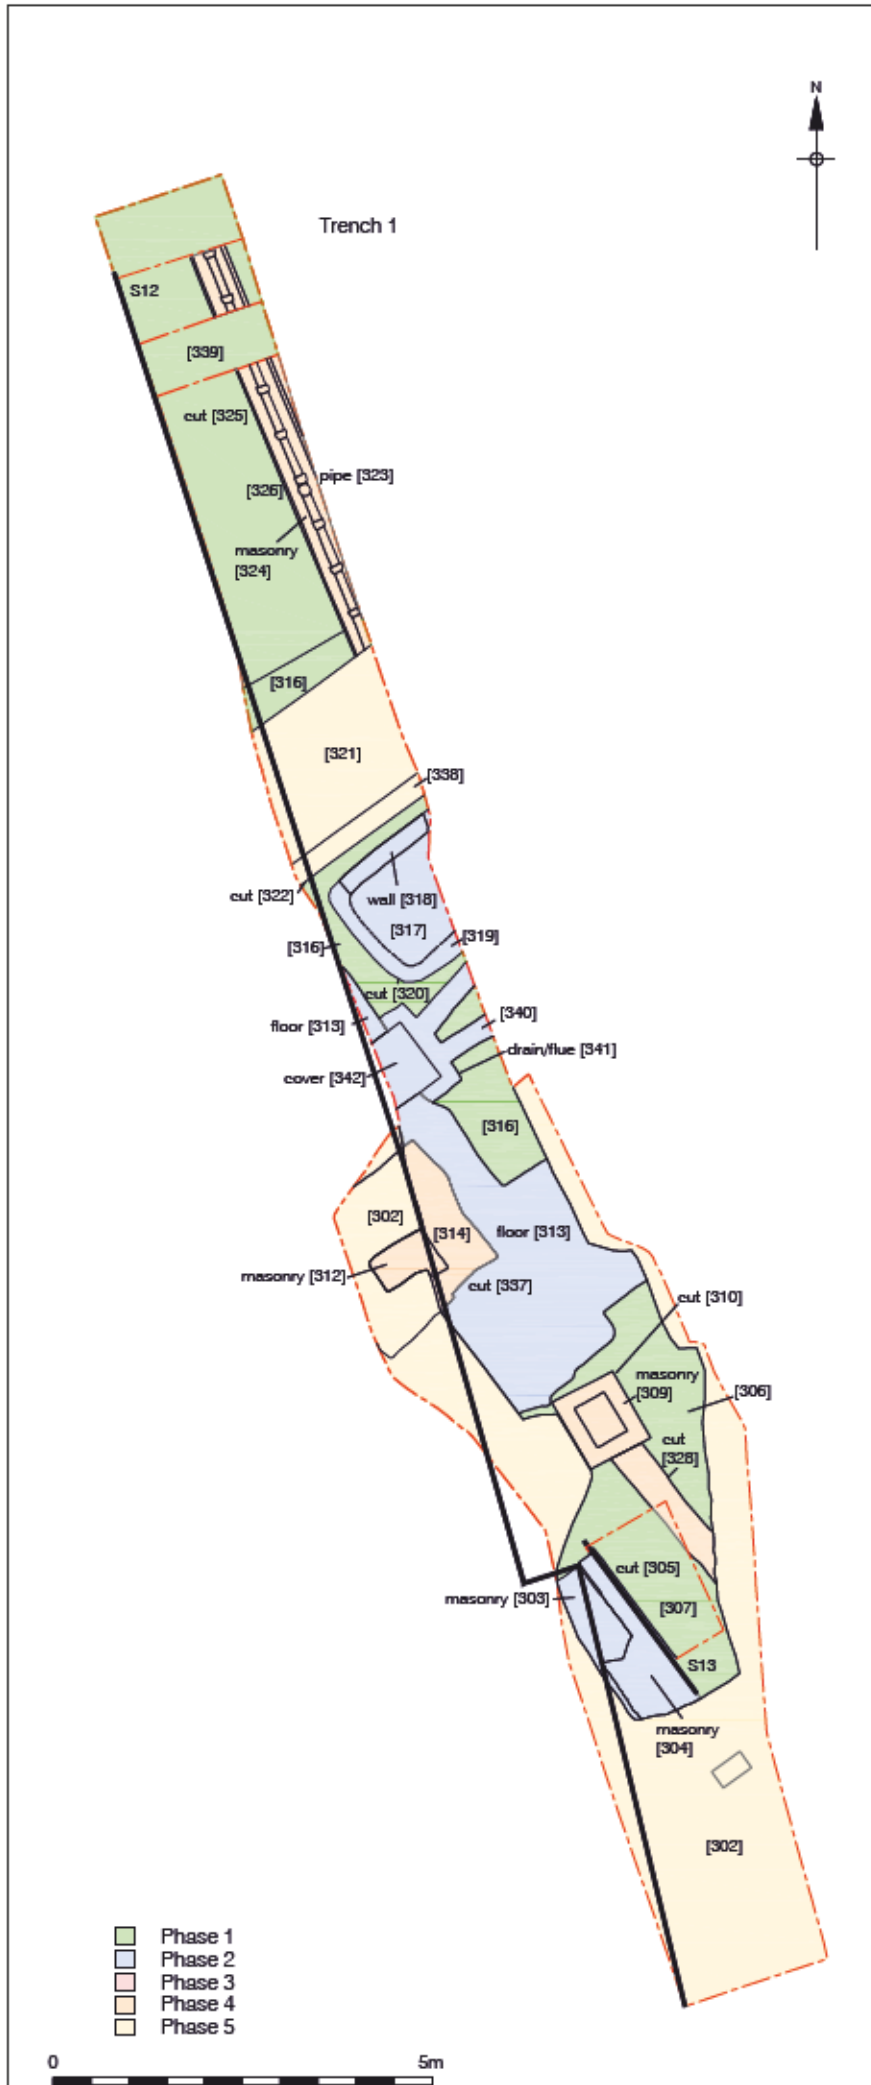 N
Trench 1
S12
[339]
cut [325]
pipe [323]
[326]
masonry
[324]
[316]
[321]
[338]
cut [322]
wall [318]
[317]
[319]
[316]
cut [320]
floor [313]
[340]
drain/flue [341]
cover [342]
[316]
[302]
[314]
floor [313]
masonry [312]
cut [337]
cut [310]
masonry
[309]
[306]
cut
[328]
cut [305]
masonry [303]
[307]
S13
masonry
[304]
[302]
Phase 1
Phase 2
Phase 3
Phase 4
Phase 5
0 5m